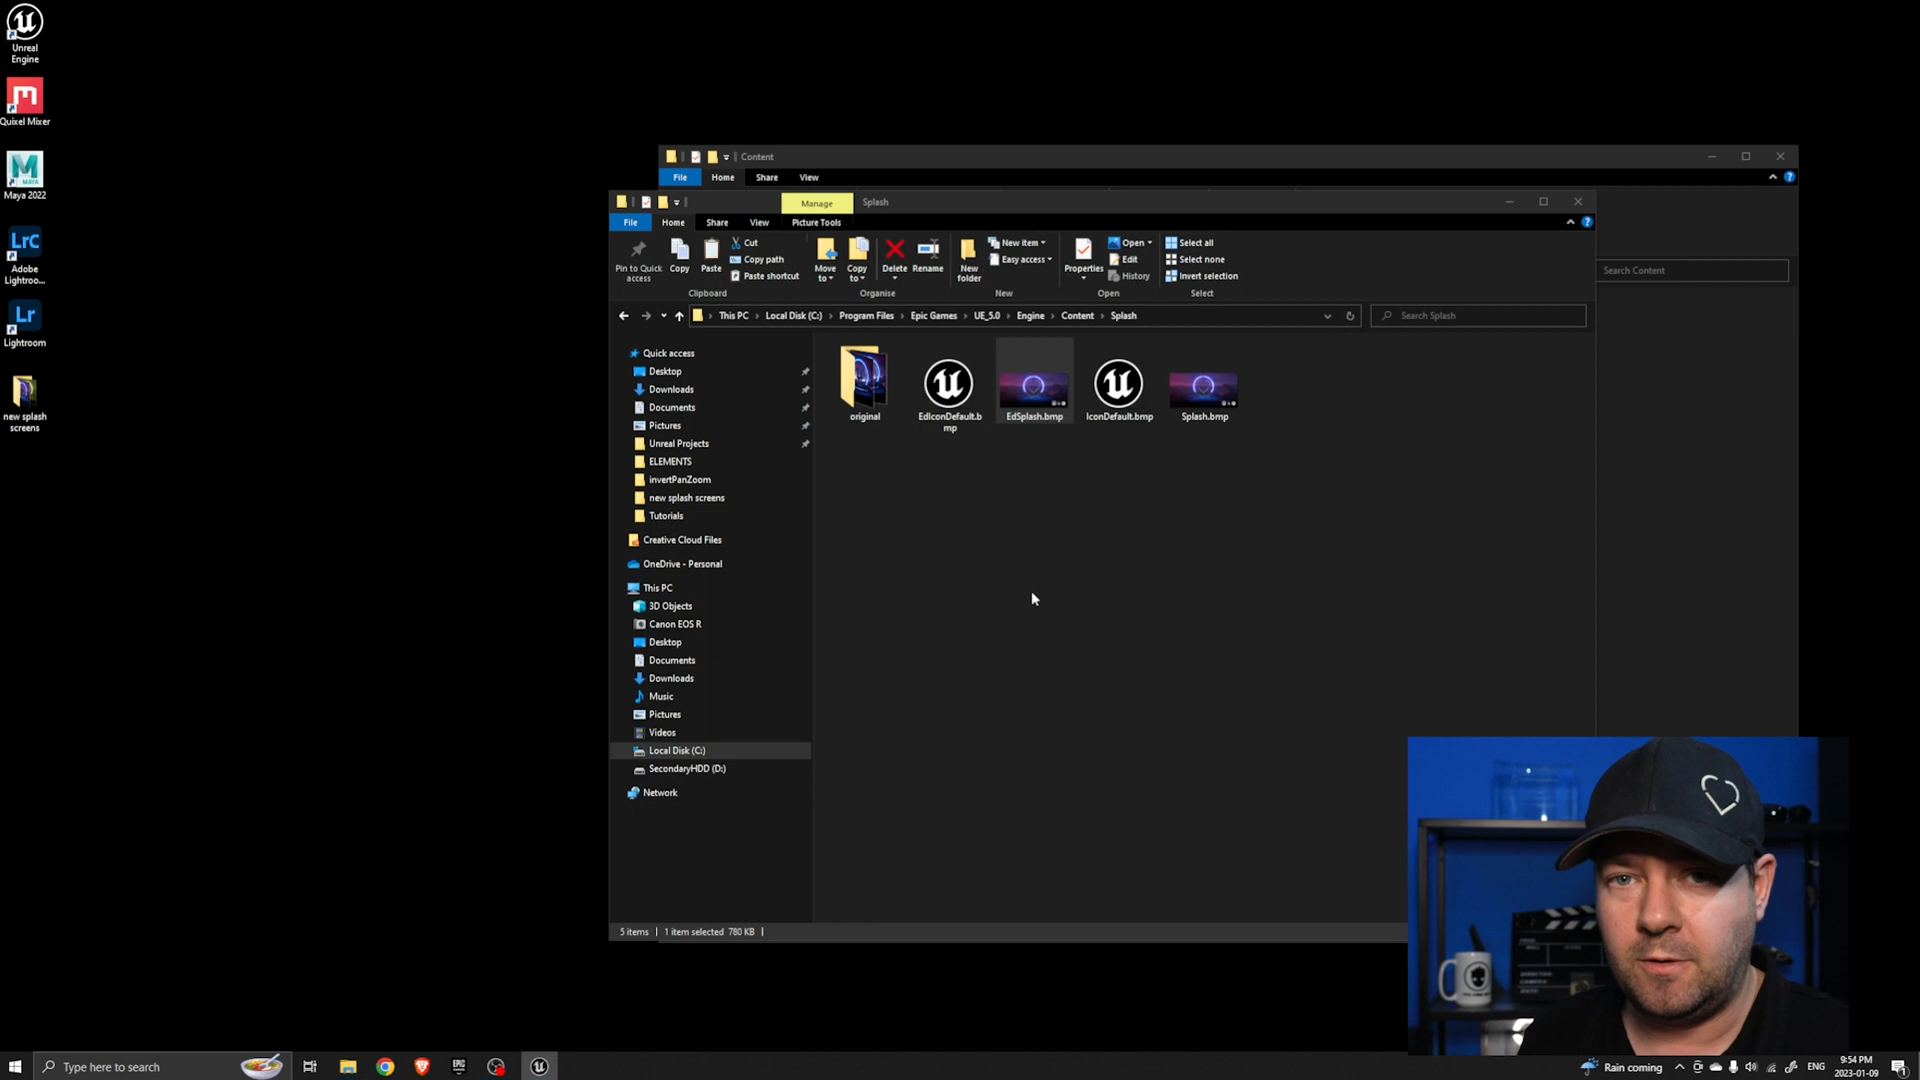 Unreal
Engine
Quixel Mixer
Maya 2022
Adobe
Lightroo...
Lightroom
new splash
screens
Content
File Home Share View
Search Content
Manage Splash
File Home Share View Picture Tools
Pin to Quick
access
Copy
Paste
Cut
Copy path
Paste shortcut
Clipboard
Move
to
Copy
to
Delete
Rename
Organise
New
folder
New item
Easy access
New
Properties
Open
Edit
History
Open
Select all
Select none
Invert selection
Select
This PC > Local Disk (C:) > Program Files > Epic Games > UE_5.0 > Engine > Content > Splash
Search Splash
Quick access
Desktop
Downloads
Documents
Pictures
Unreal Projects
ELEMENTS
invertPanZoom
new splash screens
Tutorials
Creative Cloud Files
OneDrive - Personal
This PC
3D Objects
Canon EOS R
Desktop
Documents
Downloads
Music
Pictures
Videos
Local Disk (C:)
SecondaryHDD (D:)
Network
original
EdIconDefault.b
mp
EdSplash.bmp
IconDefault.bmp
Splash.bmp
5 items | 1 item selected 780 KB |
Type here to search
EPIC
Rain coming
ENG
9:54 PM
2023-01-09